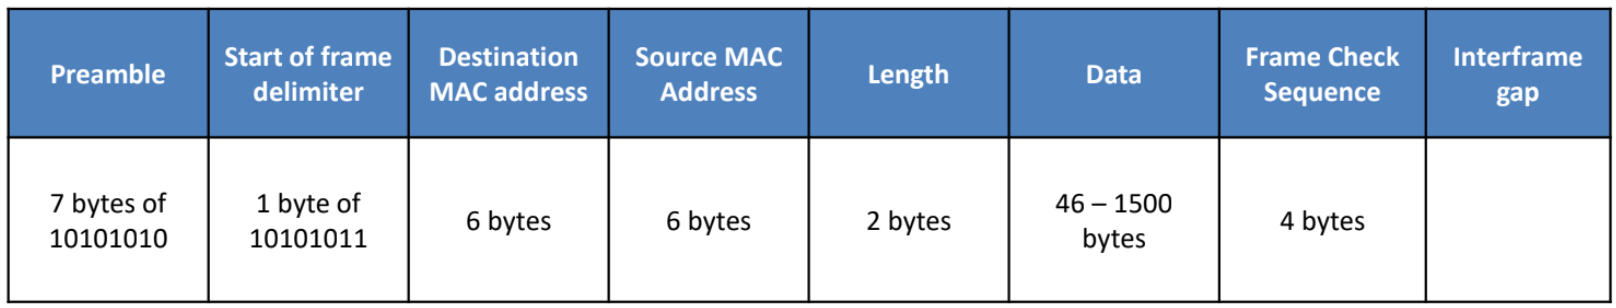 Preamble
Start of frame
delimiter
Destination
MAC address
Source MAC
Address
Length
Data
Frame Check
Sequence
Interframe
gap
7 bytes of
10101010
1 byte of
10101011
6 bytes
6 bytes
2 bytes
46 – 1500
bytes
4 bytes